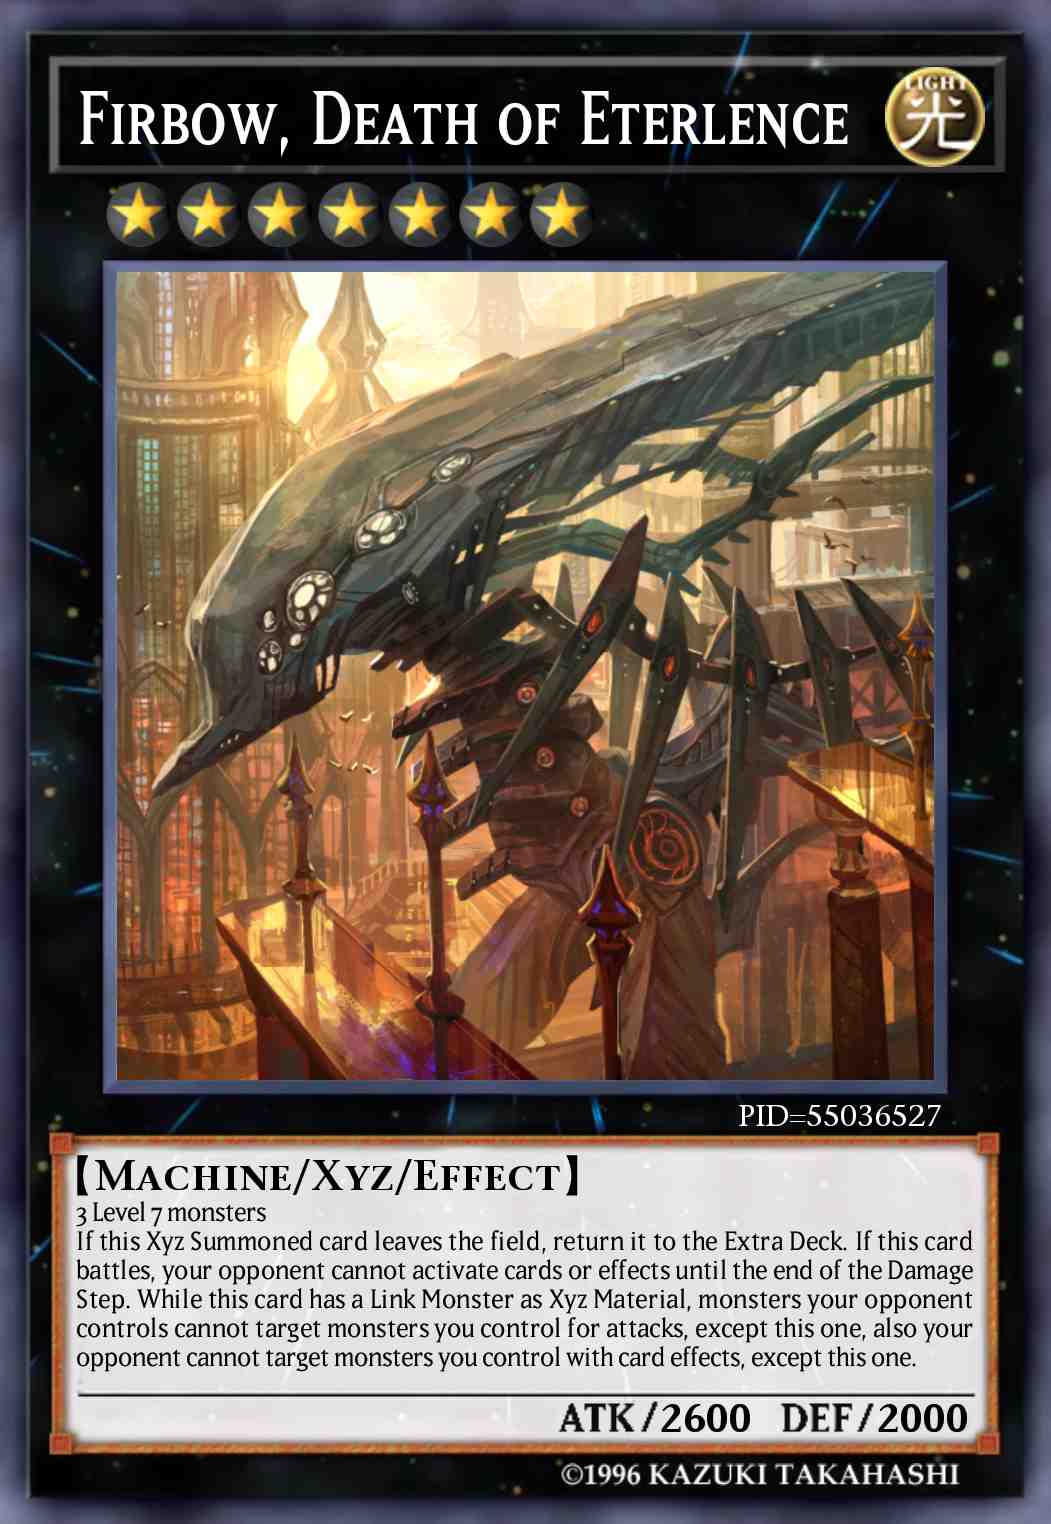 Firbow, Death of Eterlence
LIGHT
光
PID=55036527
【Machine/Xyz/Effect】
3 Level 7 monsters
If this Xyz Summoned card leaves the field, return it to the Extra Deck. If this card
battles, your opponent cannot activate cards or effects until the end of the Damage
Step. While this card has a Link Monster as Xyz Material, monsters your opponent
controls cannot target monsters you control for attacks, except this one, also your
opponent cannot target monsters you control with card effects, except this one.
ATK/2600 DEF/2000
©1996 KAZUKI TAKAHASHI